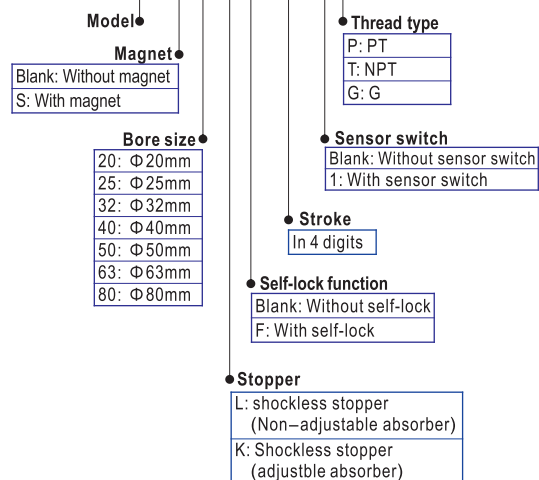 Model
Magnet
Blank: Without magnet
S: With magnet
Bore size
20: Φ20mm
25: Φ25mm
32: Φ32mm
40: Φ40mm
50: Φ50mm
63: Φ63mm
80: Φ80mm
Thread type
P: PT
T: NPT
G: G
Sensor switch
Blank: Without sensor switch
1: With sensor switch
Stroke
In 4 digits
Self-lock function
Blank: Without self-lock
F: With self-lock
Stopper
L: shockless stopper
(Non–adjustable absorber)
K: Shockless stopper
(adjustble absorber)